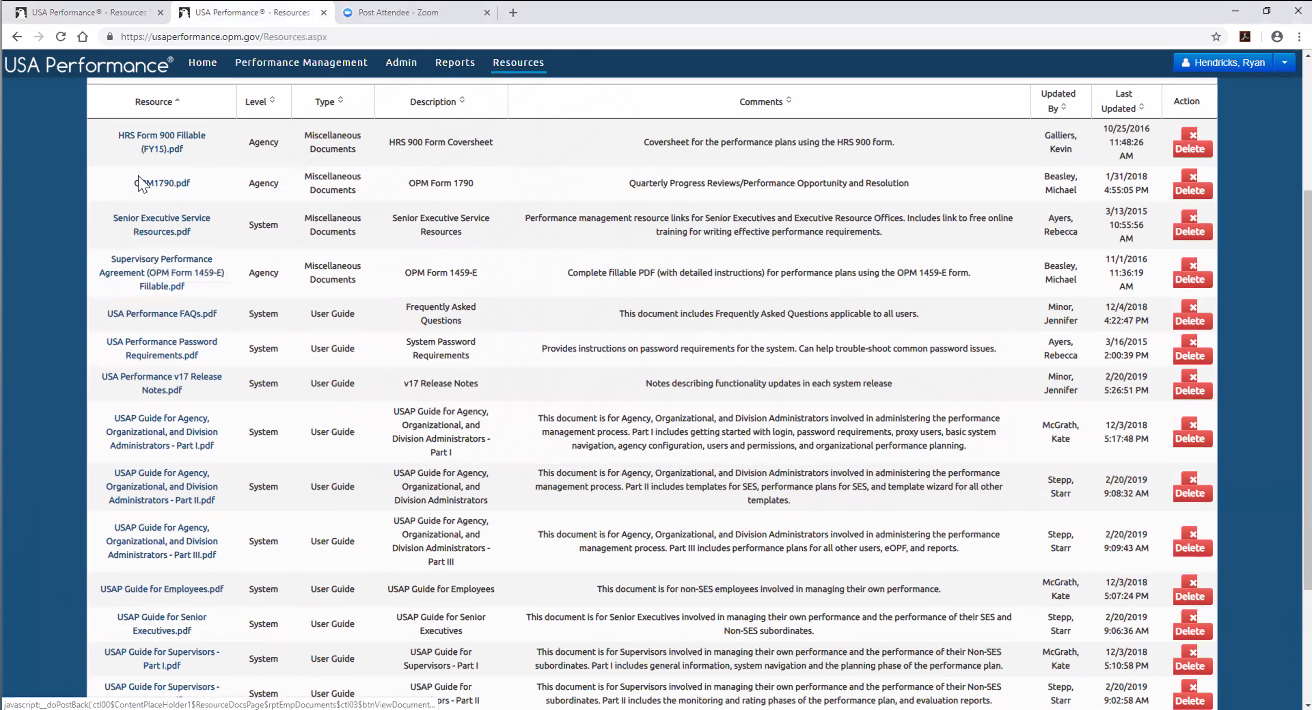 USA Performance® - Resources
USA Performance® - Resources
Post Attendee - Zoom
https://usaperformance.opm.gov/Resources.aspx
USA Performance®
Home
Performance Management
Admin
Reports
Resources
Hendricks, Ryan
Resource
Level
Type
Description
Comments
Updated
By
Last
Updated
Action
HRS Form 900 Fillable
(FY15).pdf
Agency
Miscellaneous
Documents
HRS 900 Form Coversheet
Coversheet for the performance plans using the HRS 900 form.
Galliers,
Kevin
10/25/2016
11:48:26
AM
Delete
OPM1790.pdf
Agency
Miscellaneous
Documents
OPM Form 1790
Quarterly Progress Reviews/Performance Opportunity and Resolution
Beasley,
Michael
1/31/2018
4:55:05 PM
Delete
Senior Executive Service
Resources.pdf
System
Miscellaneous
Documents
Senior Executive Service
Resources
Performance management resource links for Senior Executives and Executive Resource Offices. Includes link to free online
training for writing effective performance requirements.
Ayers,
Rebecca
3/13/2015
10:55:56
AM
Delete
Supervisory Performance
Agreement (OPM Form 1459-E)
Fillable.pdf
Agency
Miscellaneous
Documents
OPM Form 1459-E
Complete fillable PDF (with detailed instructions) for performance plans using the OPM 1459-E form.
Beasley,
Michael
11/1/2016
11:36:19
AM
Delete
USA Performance FAQs.pdf
System
User Guide
Frequently Asked
Questions
This document includes Frequently Asked Questions applicable to all users.
Minor,
Jennifer
12/4/2018
4:22:47 PM
Delete
USA Performance Password
Requirements.pdf
System
User Guide
System Password
Requirements
Provides instructions on password requirements for the system. Can help trouble-shoot common password issues.
Ayers,
Rebecca
3/16/2015
2:00:39 PM
Delete
USA Performance v17 Release
Notes.pdf
System
User Guide
v17 Release Notes
Notes describing functionality updates in each system release
Minor,
Jennifer
2/20/2019
5:26:51 PM
Delete
USAP Guide for Agency,
Organizational, and Division
Administrators - Part I.pdf
System
User Guide
USAP Guide for Agency,
Organizational, and
Division Administrators -
Part I
This document is for Agency, Organizational, and Division Administrators involved in administering the performance
management process. Part I includes getting started with login, password requirements, proxy users, basic system
navigation, agency configuration, users and permissions, and organizational performance planning.
McGrath,
Kate
12/3/2018
5:17:48 PM
Delete
USAP Guide for Agency,
Organizational, and Division
Administrators - Part II.pdf
System
User Guide
USAP Guide for Agency,
Organizational, and
Division Administrators
This document is for Agency, Organizational, and Division Administrators involved in administering the performance
management process. Part II includes templates for SES, performance plans for SES, and template wizard for all other
templates.
Stepp,
Starr
2/20/2019
9:08:32 AM
Delete
USAP Guide for Agency,
Organizational, and Division
Administrators - Part III.pdf
System
User Guide
USAP Guide for Agency,
Organizational, and
Division Administrators -
Part III
This document is for Agency, Organizational, and Division Administrators involved in administering the performance
management process. Part III includes performance plans for all other users, eOPF, and reports.
Stepp,
Starr
2/20/2019
9:09:43 AM
Delete
USAP Guide for Employees.pdf
System
User Guide
USAP Guide for Employees
This document is for non-SES employees involved in managing their own performance.
McGrath,
Kate
12/3/2018
5:07:24 PM
Delete
USAP Guide for Senior
Executives.pdf
System
User Guide
USAP Guide for Senior
Executives
This document is for Senior Executives involved in managing their own performance and the performance of their SES and
Non-SES subordinates.
Stepp,
Starr
2/20/2019
9:06:36 AM
Delete
USAP Guide for Supervisors -
Part I.pdf
System
User Guide
USAP Guide for
Supervisors - Part I
This document is for Supervisors involved in managing their own performance and the performance of their Non-SES
subordinates. Part I includes general information, system navigation and the planning phase of the performance plan.
McGrath,
Kate
12/3/2018
5:10:58 PM
Delete
USAP Guide for Supervisors -
System
User Guide
USAP Guide for
ors - Part II
This document is for Supervisors involved in managing their own performance and the performance of their Non-SES
subordinates. Part II includes the monitoring and rating phases of the performance plan, and evaluation reports.
Stepp,
Starr
2/20/2019
9:02:58 AM
Delete
javascript:__doPostBack('ctl00$ContentPlaceHolder1$ResourceDocsPage$rptEmpDocuments$ctl03$btnViewDocument...